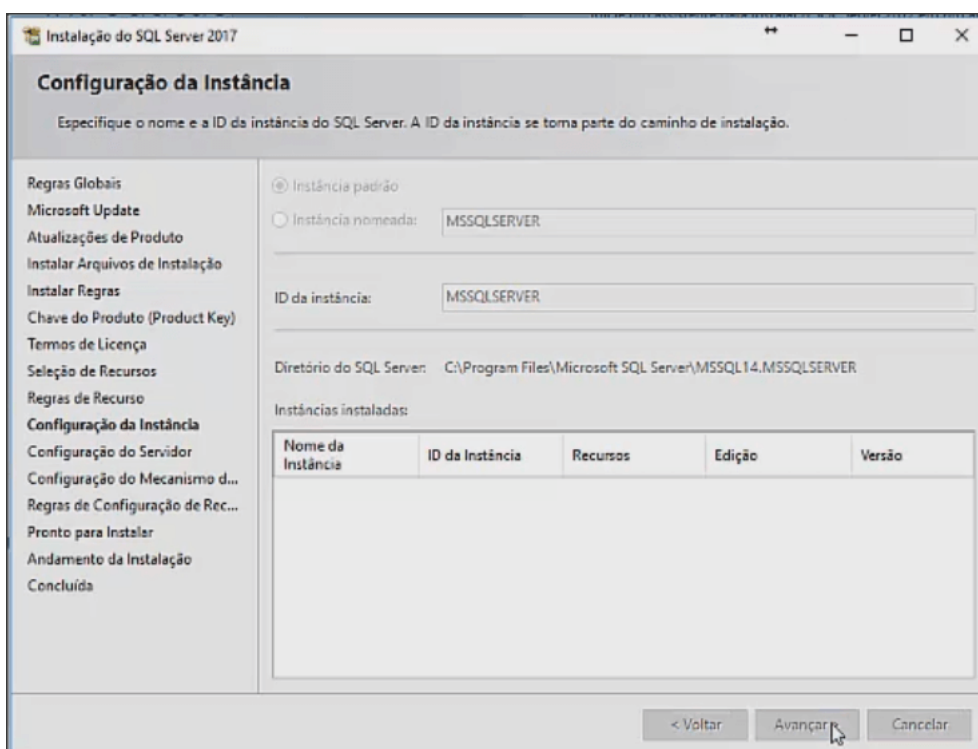 Instalação do SQL Server 2017
Configuração da Instância
Especifique o nome e a ID da instância do SQL Server. A ID da instância se torna parte do caminho de instalação.
Regras Globais
Microsoft Update
Atualizações de Produto
Instalar Arquivos de Instalação
Instalar Regras
Chave do Produto (Product Key)
Termos de Licença
Seleção de Recursos
Regras de Recurso
Configuração da Instância
Configuração do Servidor
Configuração do Mecanismo d...
Regras de Configuração de Rec...
Pronto para Instalar
Andamento da Instalação
Concluída
Instância padrão
Instância nomeada: MSSQLSERVER
ID da instância: MSSQLSERVER
Diretório do SQL Server: C:\Program Files\Microsoft SQL Server\MSSQL14.MSSQLSERVER
Instâncias instaladas:
Nome da Instância ID da Instância Recursos Edição Versão
< Voltar Avançar > Cancelar